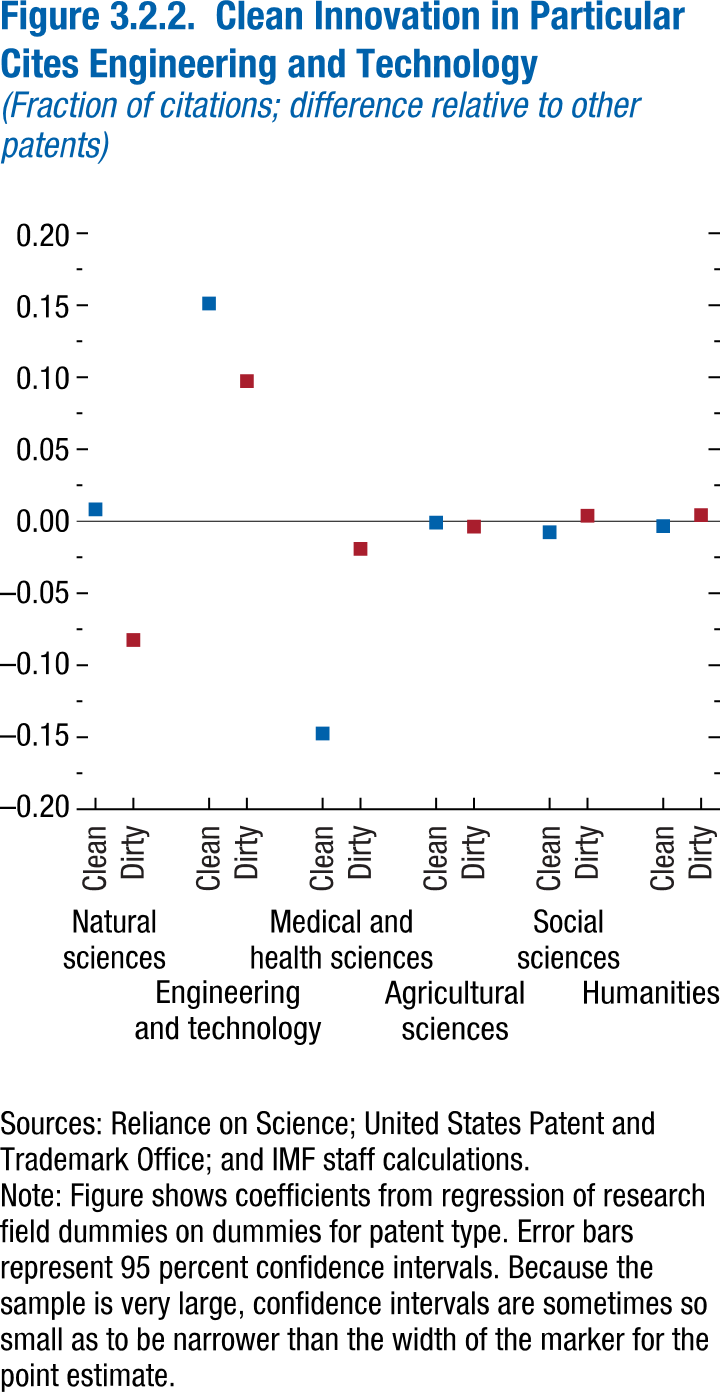 Figure 3.2.2.  Clean Innovation in Particular
Cites Engineering and Technology
(Fraction of citations; difference relative to other
patents)
0.20
0.15
0.10
0.05
0.00
–0.05
–0.10
–0.15
–0.20
Clean
Dirty
Clean
Dirty
Clean
Dirty
Clean
Dirty
Clean
Dirty
Clean
Dirty
Natural
sciences
Engineering
and technology
Medical and
health sciences
Agricultural
sciences
Social
sciences
Humanities
Sources: Reliance on Science; United States Patent and
Trademark Office; and IMF staff calculations.
Note: Figure shows coefficients from regression of research
field dummies on dummies for patent type. Error bars
represent 95 percent confidence intervals. Because the
sample is very large, confidence intervals are sometimes so
small as to be narrower than the width of the marker for the
point estimate.